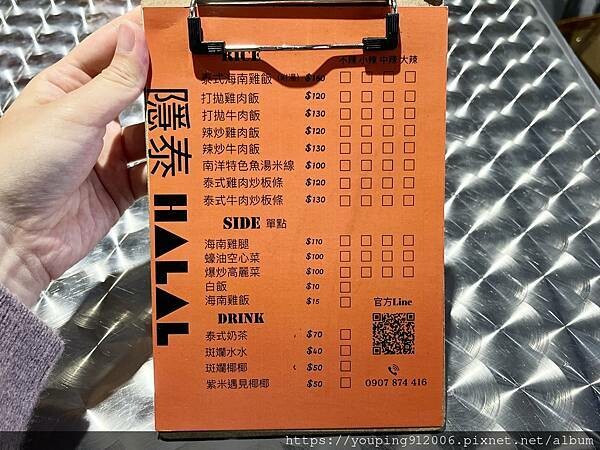 隱泰 HALAL
RICE
不辣 小辣 中辣 大辣
泰式海南雞飯 $160
打拋雞肉飯 $120
打拋牛肉飯 $130
辣炒雞肉飯 $120
辣炒牛肉飯 $130
南洋特色魚湯米線 $100
泰式雞肉炒板條 $120
泰式牛肉炒板條 $130
SIDE 單點
海南雞腿 $110
蠔油空心菜 $100
爆炒高麗菜 $100
白飯 $10
海南雞飯 $15
官方Line
DRINK
泰式奶茶 $70
斑斕水水 $40
斑斕椰椰 $50
紫米遇見椰椰 $50
0907 874 416
https://youping912006.pixnet.net/album